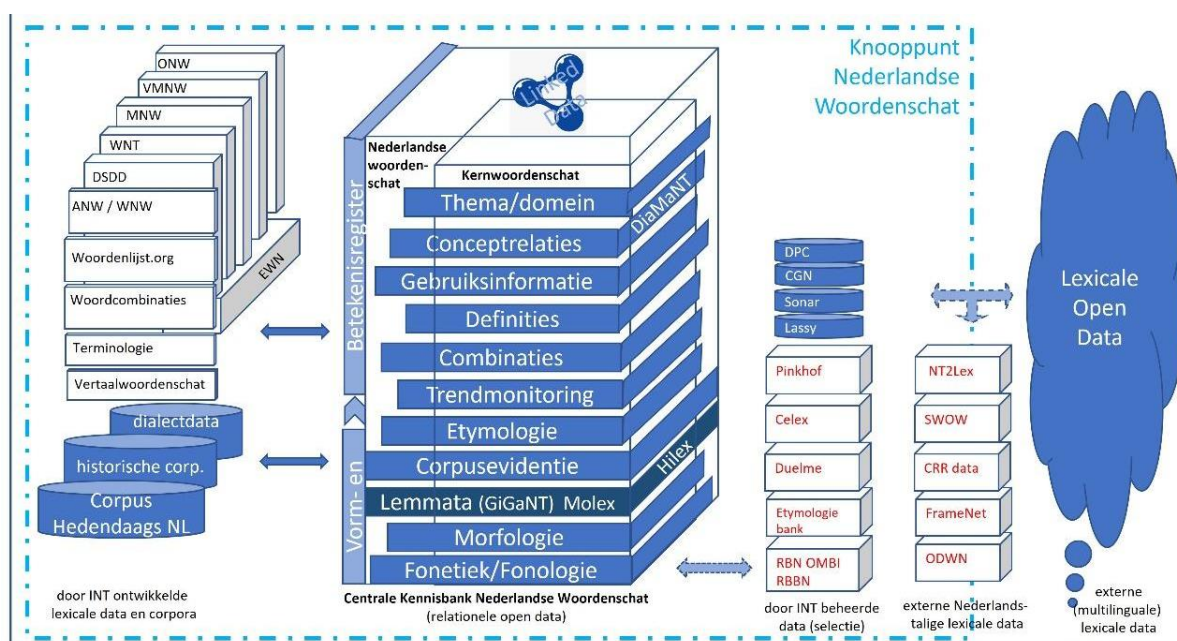 Knooppunt
Nederlandse
Woordenschat
ONW
VMNW
MNW
WNT
DSDD
ANW / WNW
Woordenlijst.org
Woordcombinaties
Terminologie
Vertaalwoordenschat
EWN
dialectdata
historische corp.
Corpus
Hedendaags NL
door INT ontwikkelde
lexicale data en corpora
Betekenisregister
Vorm- en
Linked
Data
Nederlandse
woorden-
schat
Kernwoordenschat
Thema/domein
Conceptrelaties
Gebruiksinformatie
Definities
Combinaties
Trendmonitoring
Etymologie
Corpusevidentie
Lemmata (GiGaNT) Molex
Morfologie
Fonetiek/Fonologie
DiaMaNT
Hilex
Centrale Kennisbank Nederlandse Woordenschat
(relationele open data)
DPC
CGN
Sonar
Lassy
Pinkhof
Celex
Duelme
Etymologie
bank
RBN OMBI
RBBN
door INT beheerde
data (selectie)
NT2Lex
SWOW
CRR data
FrameNet
ODWN
externe Nederlands-
talige lexicale data
Lexicale
Open
Data
externe
(multilinguale)
lexicale data